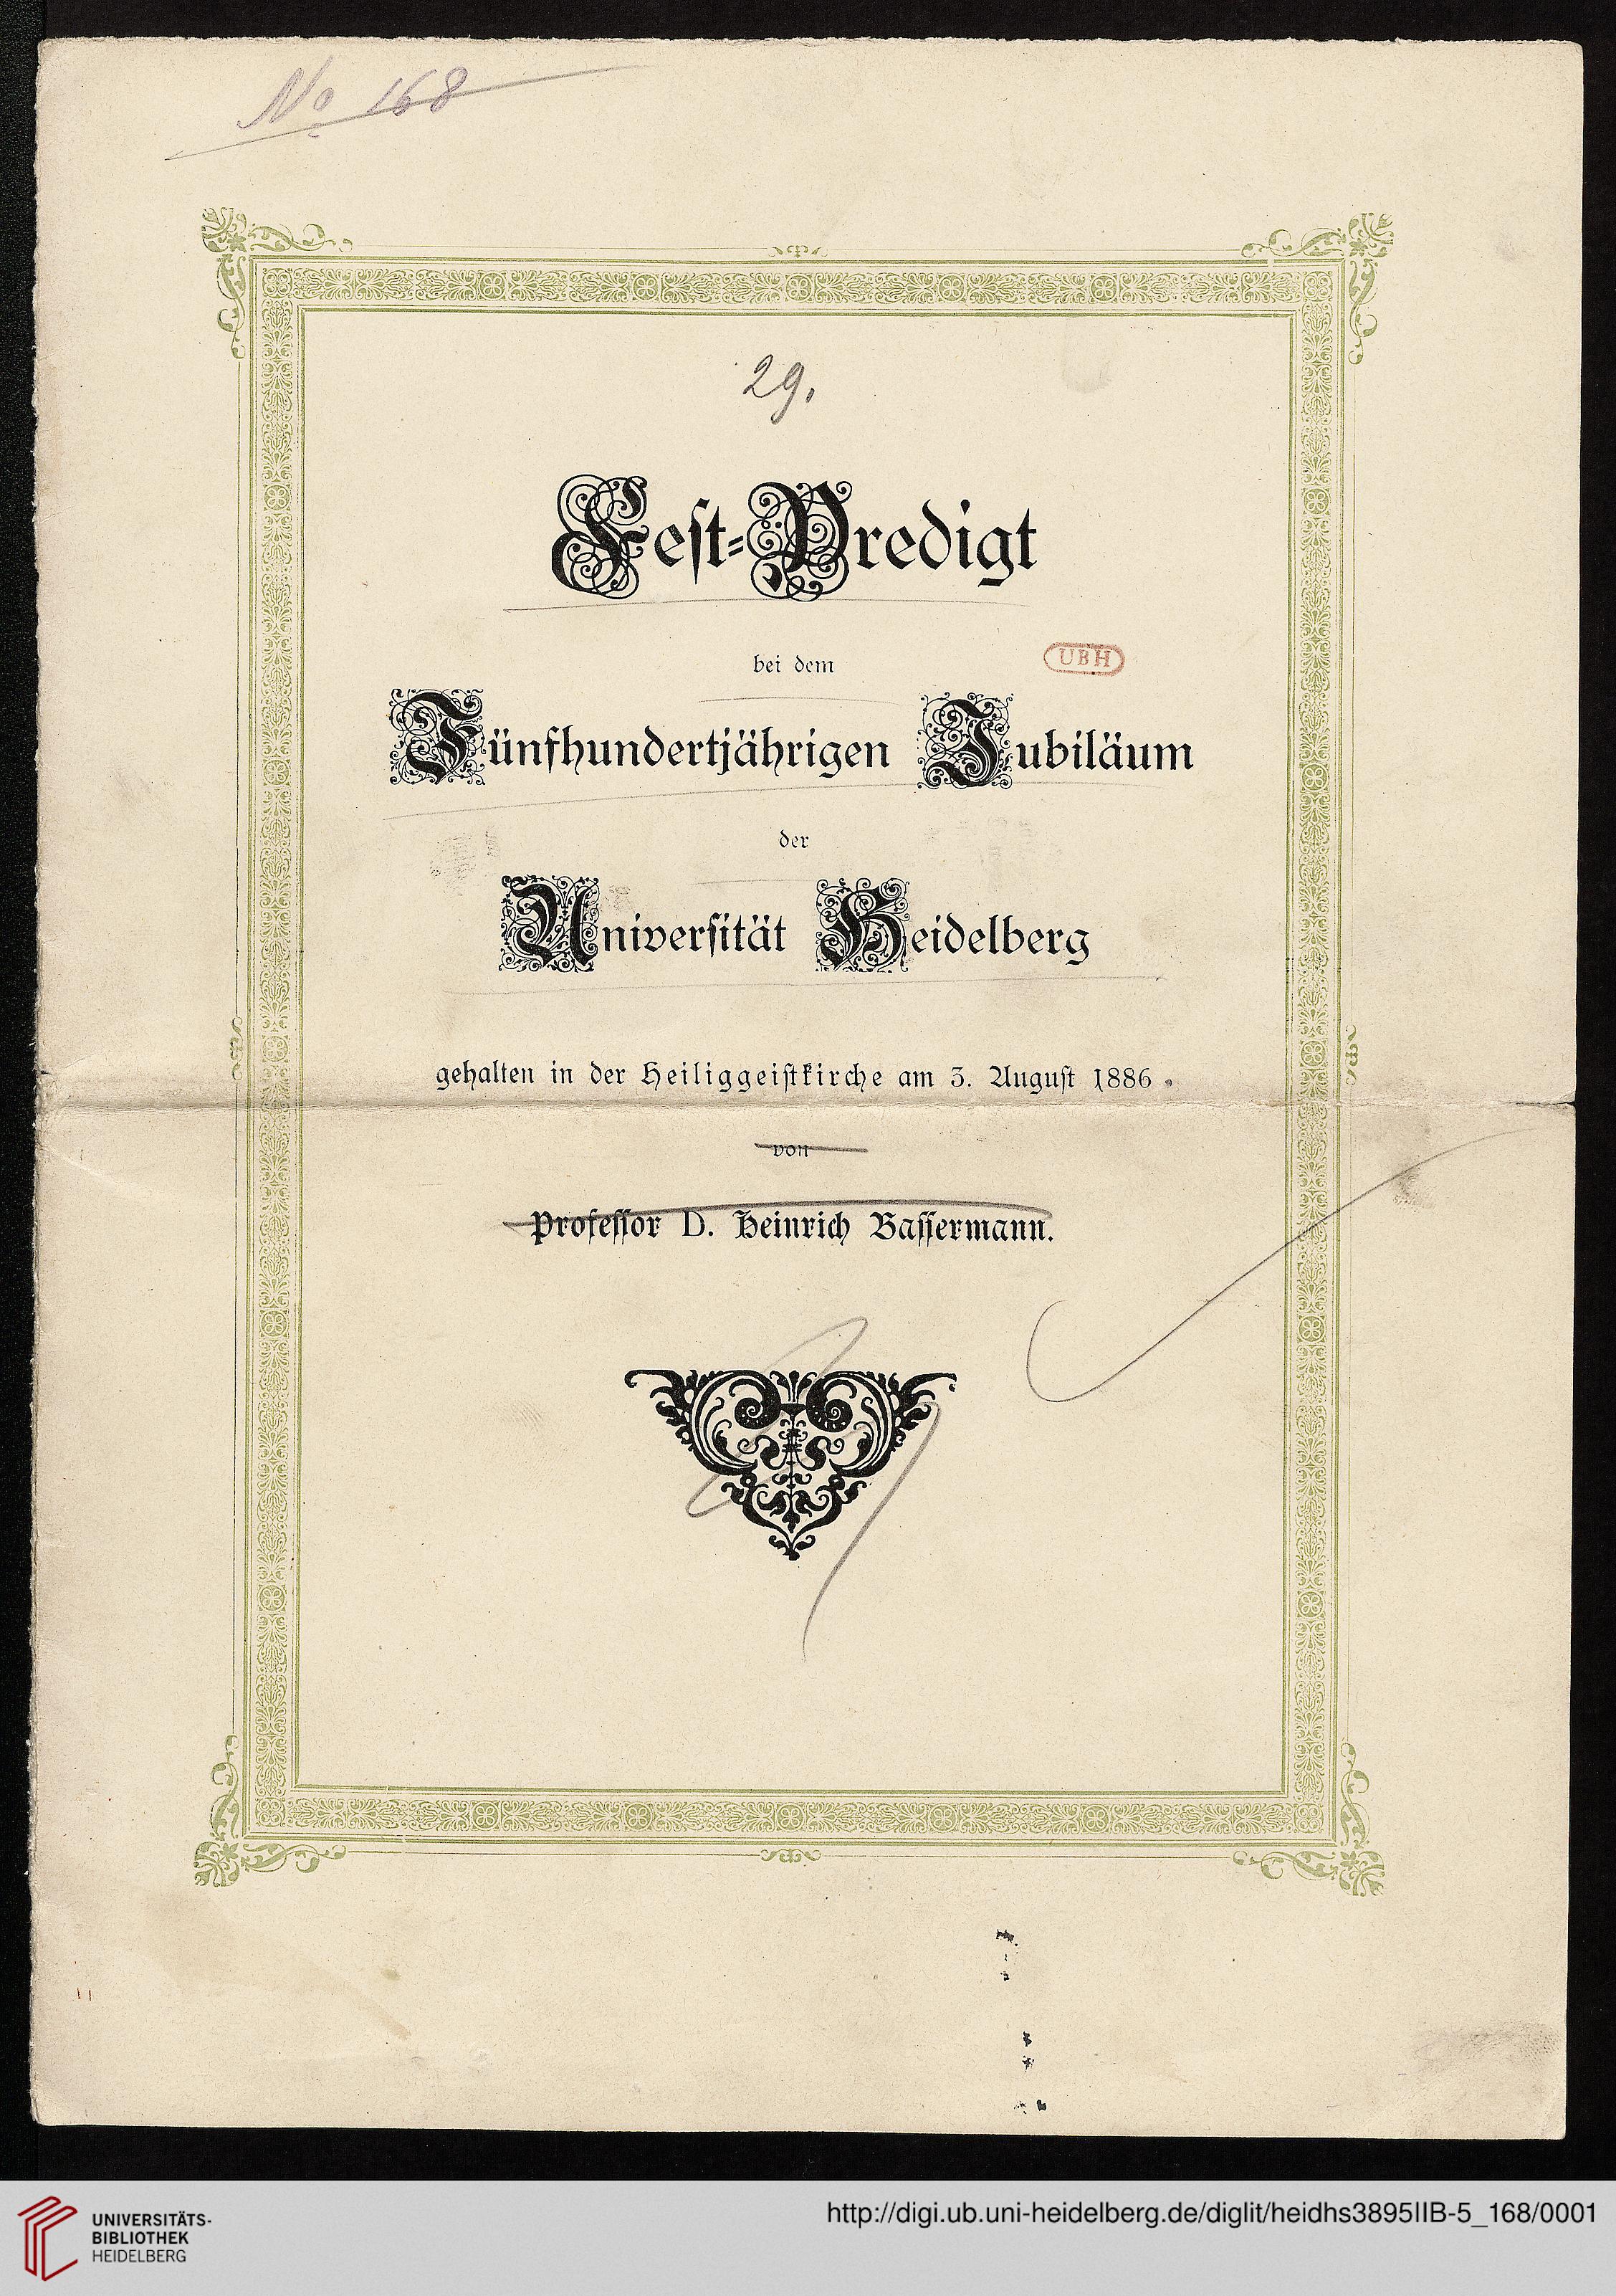 No 168
29.
Feſt-Predigt
bei dem
UBH
Fünfhundertjährigen Jubiläum
der
Univerſität Heidelberg
gehalten in der Heiliggeiſtkirche am 3. Auguſt 1886.
von
Profeſſor D. Heinrich Baſſermann.
UNIVERSITÄTS-
BIBLIOTHEK
HEIDELBERG
http://digi.ub.uni-heidelberg.de/diglit/heidhs3895IIB-5_168/0001